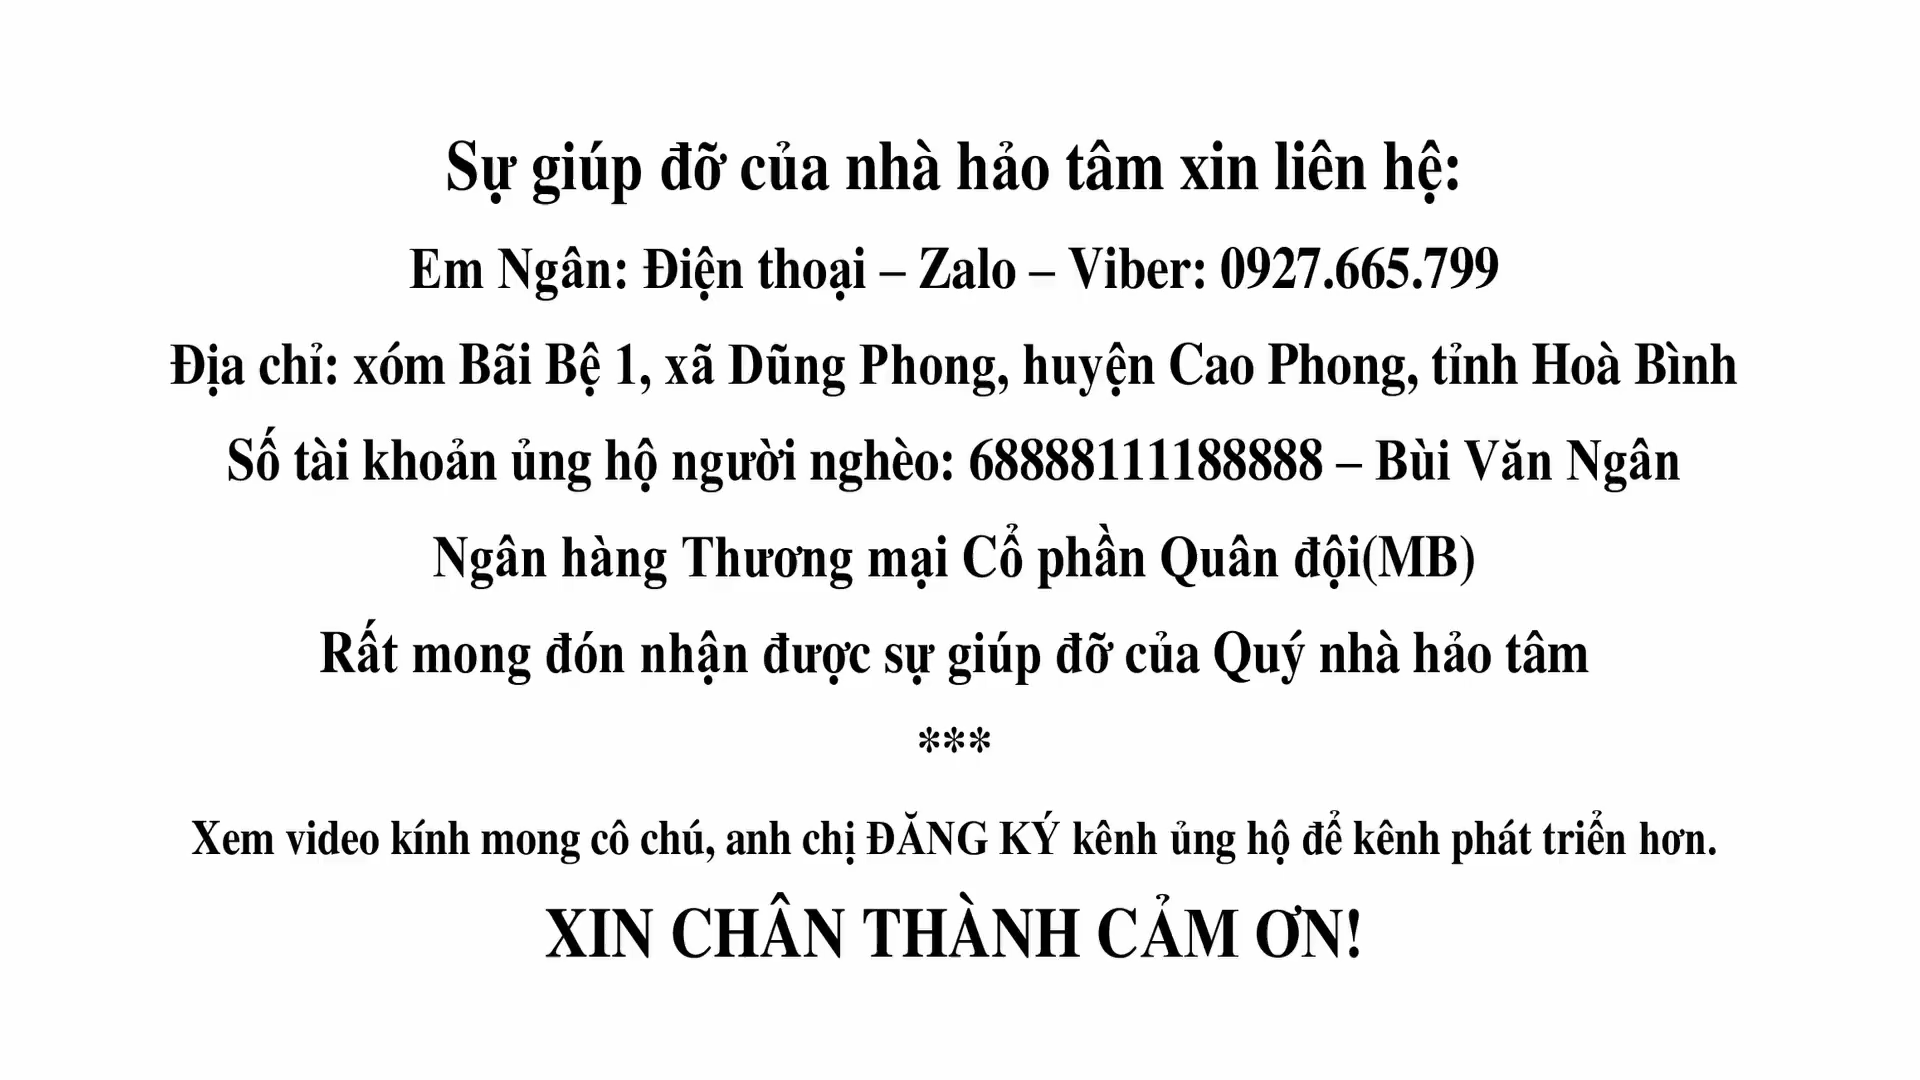 Sự giúp đỡ của nhà hảo tâm xin liên hệ:
Em Ngân: Điện thoại – Zalo – Viber: 0927.665.799
Địa chỉ: xóm Bãi Bệ 1, xã Dũng Phong, huyện Cao Phong, tỉnh Hoà Bình
Số tài khoản ủng hộ người nghèo: 68888111188888 – Bùi Văn Ngân
Ngân hàng Thương mại Cổ phần Quân đội(MB)
Rất mong đón nhận được sự giúp đỡ của Quý nhà hảo tâm
***
Xem video kính mong cô chú, anh chị ĐĂNG KÝ kênh ủng hộ để kênh phát triển hơn.
XIN CHÂN THÀNH CẢM ƠN!